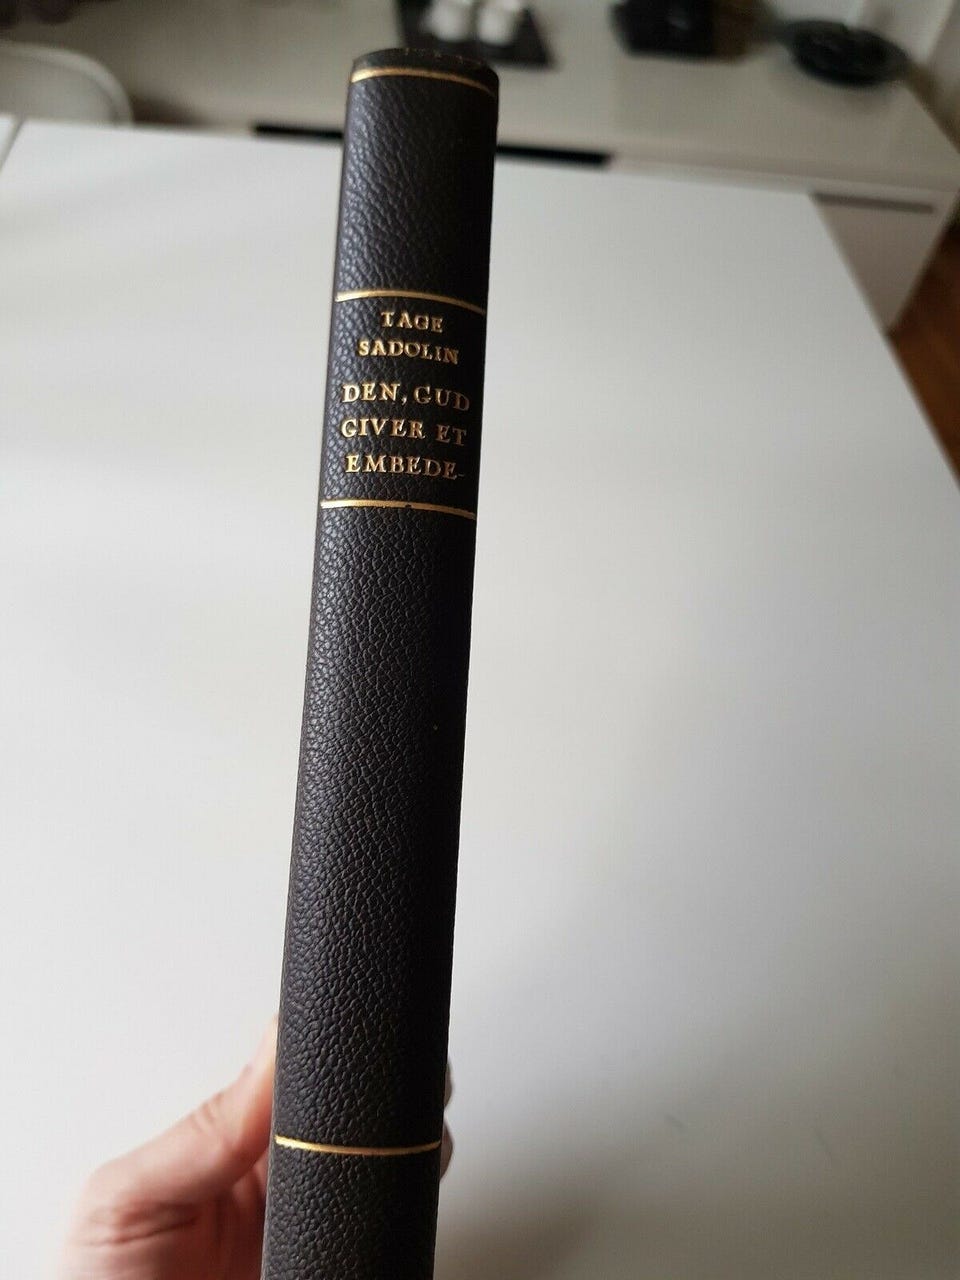 TAGE
SADOLIN
DEN, GUD
GIVER ET
EMBEDE-